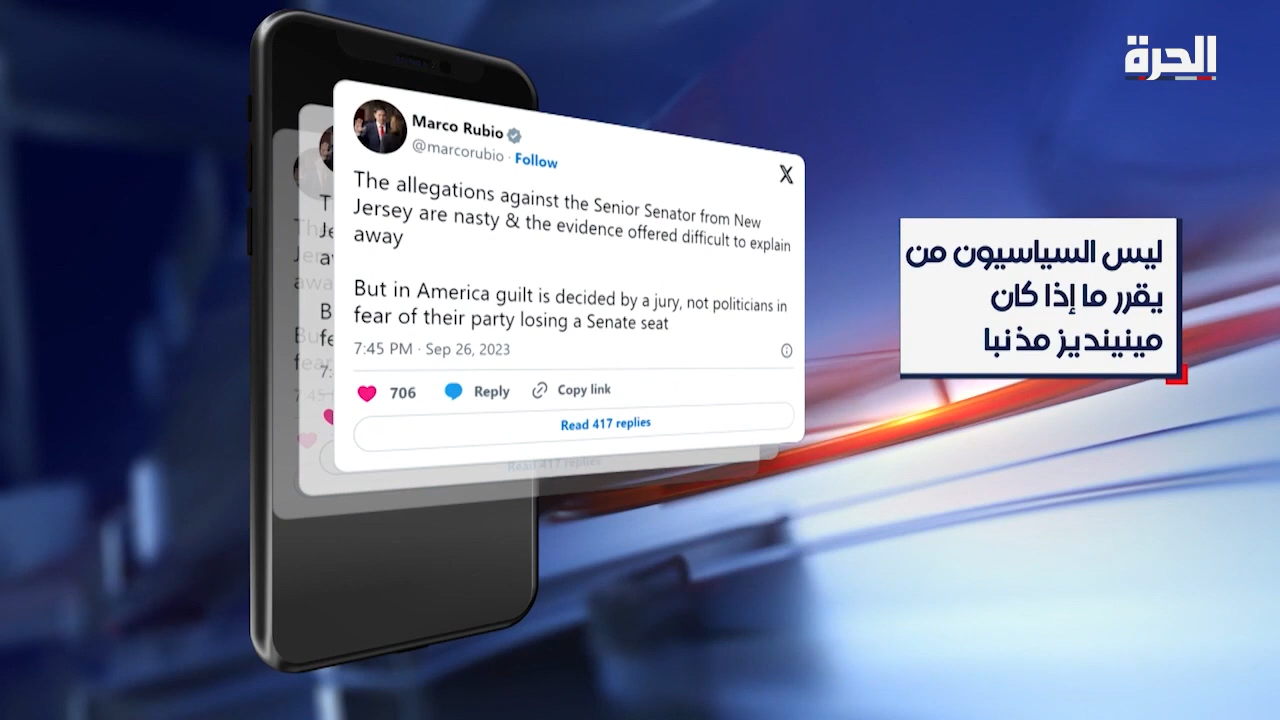 الحرة
Marco Rubio
@marcorubio · Follow
X
The allegations against the Senior Senator from New
Jersey are nasty & the evidence offered difficult to explain
away
But in America guilt is decided by a jury, not politicians in
fear of their party losing a Senate seat
7:45 PM · Sep 26, 2023
706 Reply Copy link
Read 417 replies
ليس السياسيون من
يقرر ما إذا كان
مينينديز مذنبا